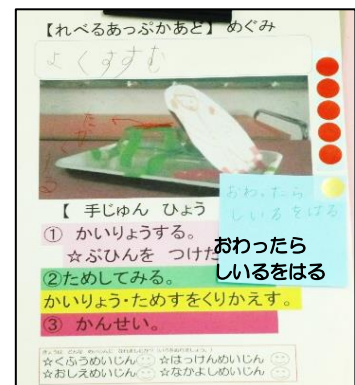 【れべるあっぷかあど】 めぐみ
よくすすむ
【 手じゅん ひょう
① かいりょうする。
☆ぶひんを つけた
おわったら
しいるをはる
おわったら
しいるをはる
②ためしてみる。
かいりょう・ためすをくりかえす。
③ かんせい。
☆くふうめいじん ☆はっけんめいじん
☆おしえめいじん ☆なかよしめいじん